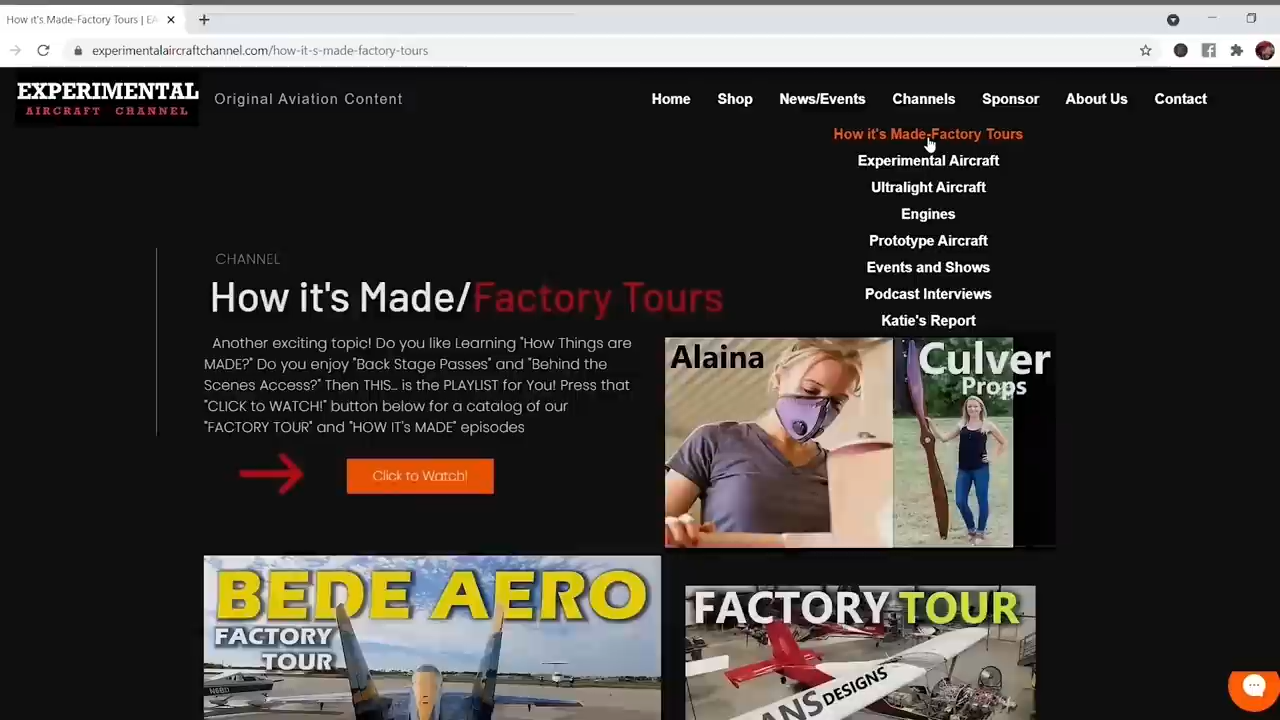 How it's Made-Factory Tours | EA
experimentalaircraftchannel.com/how-it-s-made-factory-tours
EXPERIMENTAL
AIRCRAFT CHANNEL
Original Aviation Content
Home
Shop
News/Events
Channels
Sponsor
About Us
Contact
How it's Made-Factory Tours
Experimental Aircraft
Ultralight Aircraft
Engines
Prototype Aircraft
Events and Shows
Podcast Interviews
Katie's Report
CHANNEL
How it's Made/Factory Tours
Another exciting topic! Do you like Learning "How Things are
MADE?" Do you enjoy "Back Stage Passes" and "Behind the
Scenes Access?" Then THIS... is the PLAYLIST for You! Press that
"CLICK to WATCH!" button below for a catalog of our
"FACTORY TOUR" and "HOW IT's MADE" episodes
Click to Watch!
Alaina
Culver
Props
BEDE AERO
FACTORY
TOUR
FACTORY TOUR
ANSDESIGNS